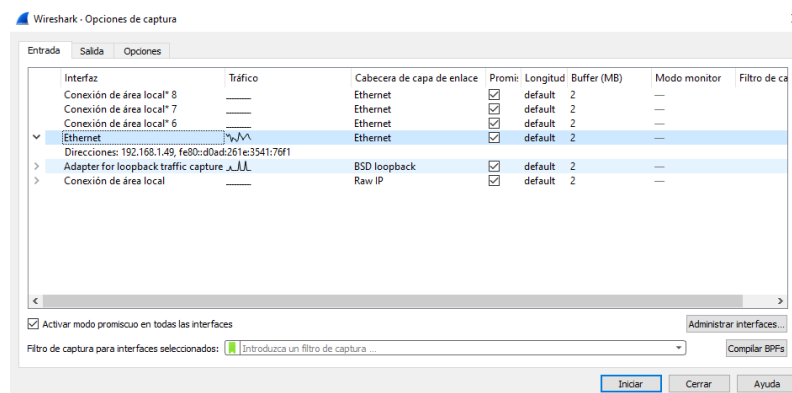 Wireshark · Opciones de captura
Entrada Salida Opciones
Interfaz Tráfico Cabecera de capa de enlace Promis Longitud Buffer (MB) Modo monitor Filtro de ca
Conexión de área local* 8 Ethernet default 2 —
Conexión de área local* 7 Ethernet default 2 —
Conexión de área local* 6 Ethernet default 2 —
Ethernet Ethernet default 2 —
Direcciones: 192.168.1.49, fe80::d0ad:261e:3541:76f1
Adapter for loopback traffic capture BSD loopback default 2 —
Conexión de área local Raw IP default 2 —
Activar modo promiscuo en todas las interfaces Administrar interfaces...
Filtro de captura para interfaces seleccionados: Introduzca un filtro de captura ... Compilar BPFs
Iniciar Cerrar Ayuda